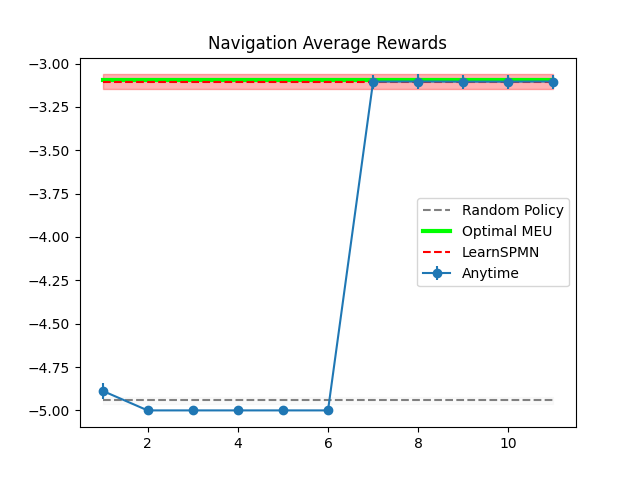 Navigation Average Rewards
−3.00
−3.25
−3.50
−3.75
−4.00
−4.25
−4.50
−4.75
−5.00
Random Policy
Optimal MEU
LearnSPMN
Anytime
2 4 6 8 10